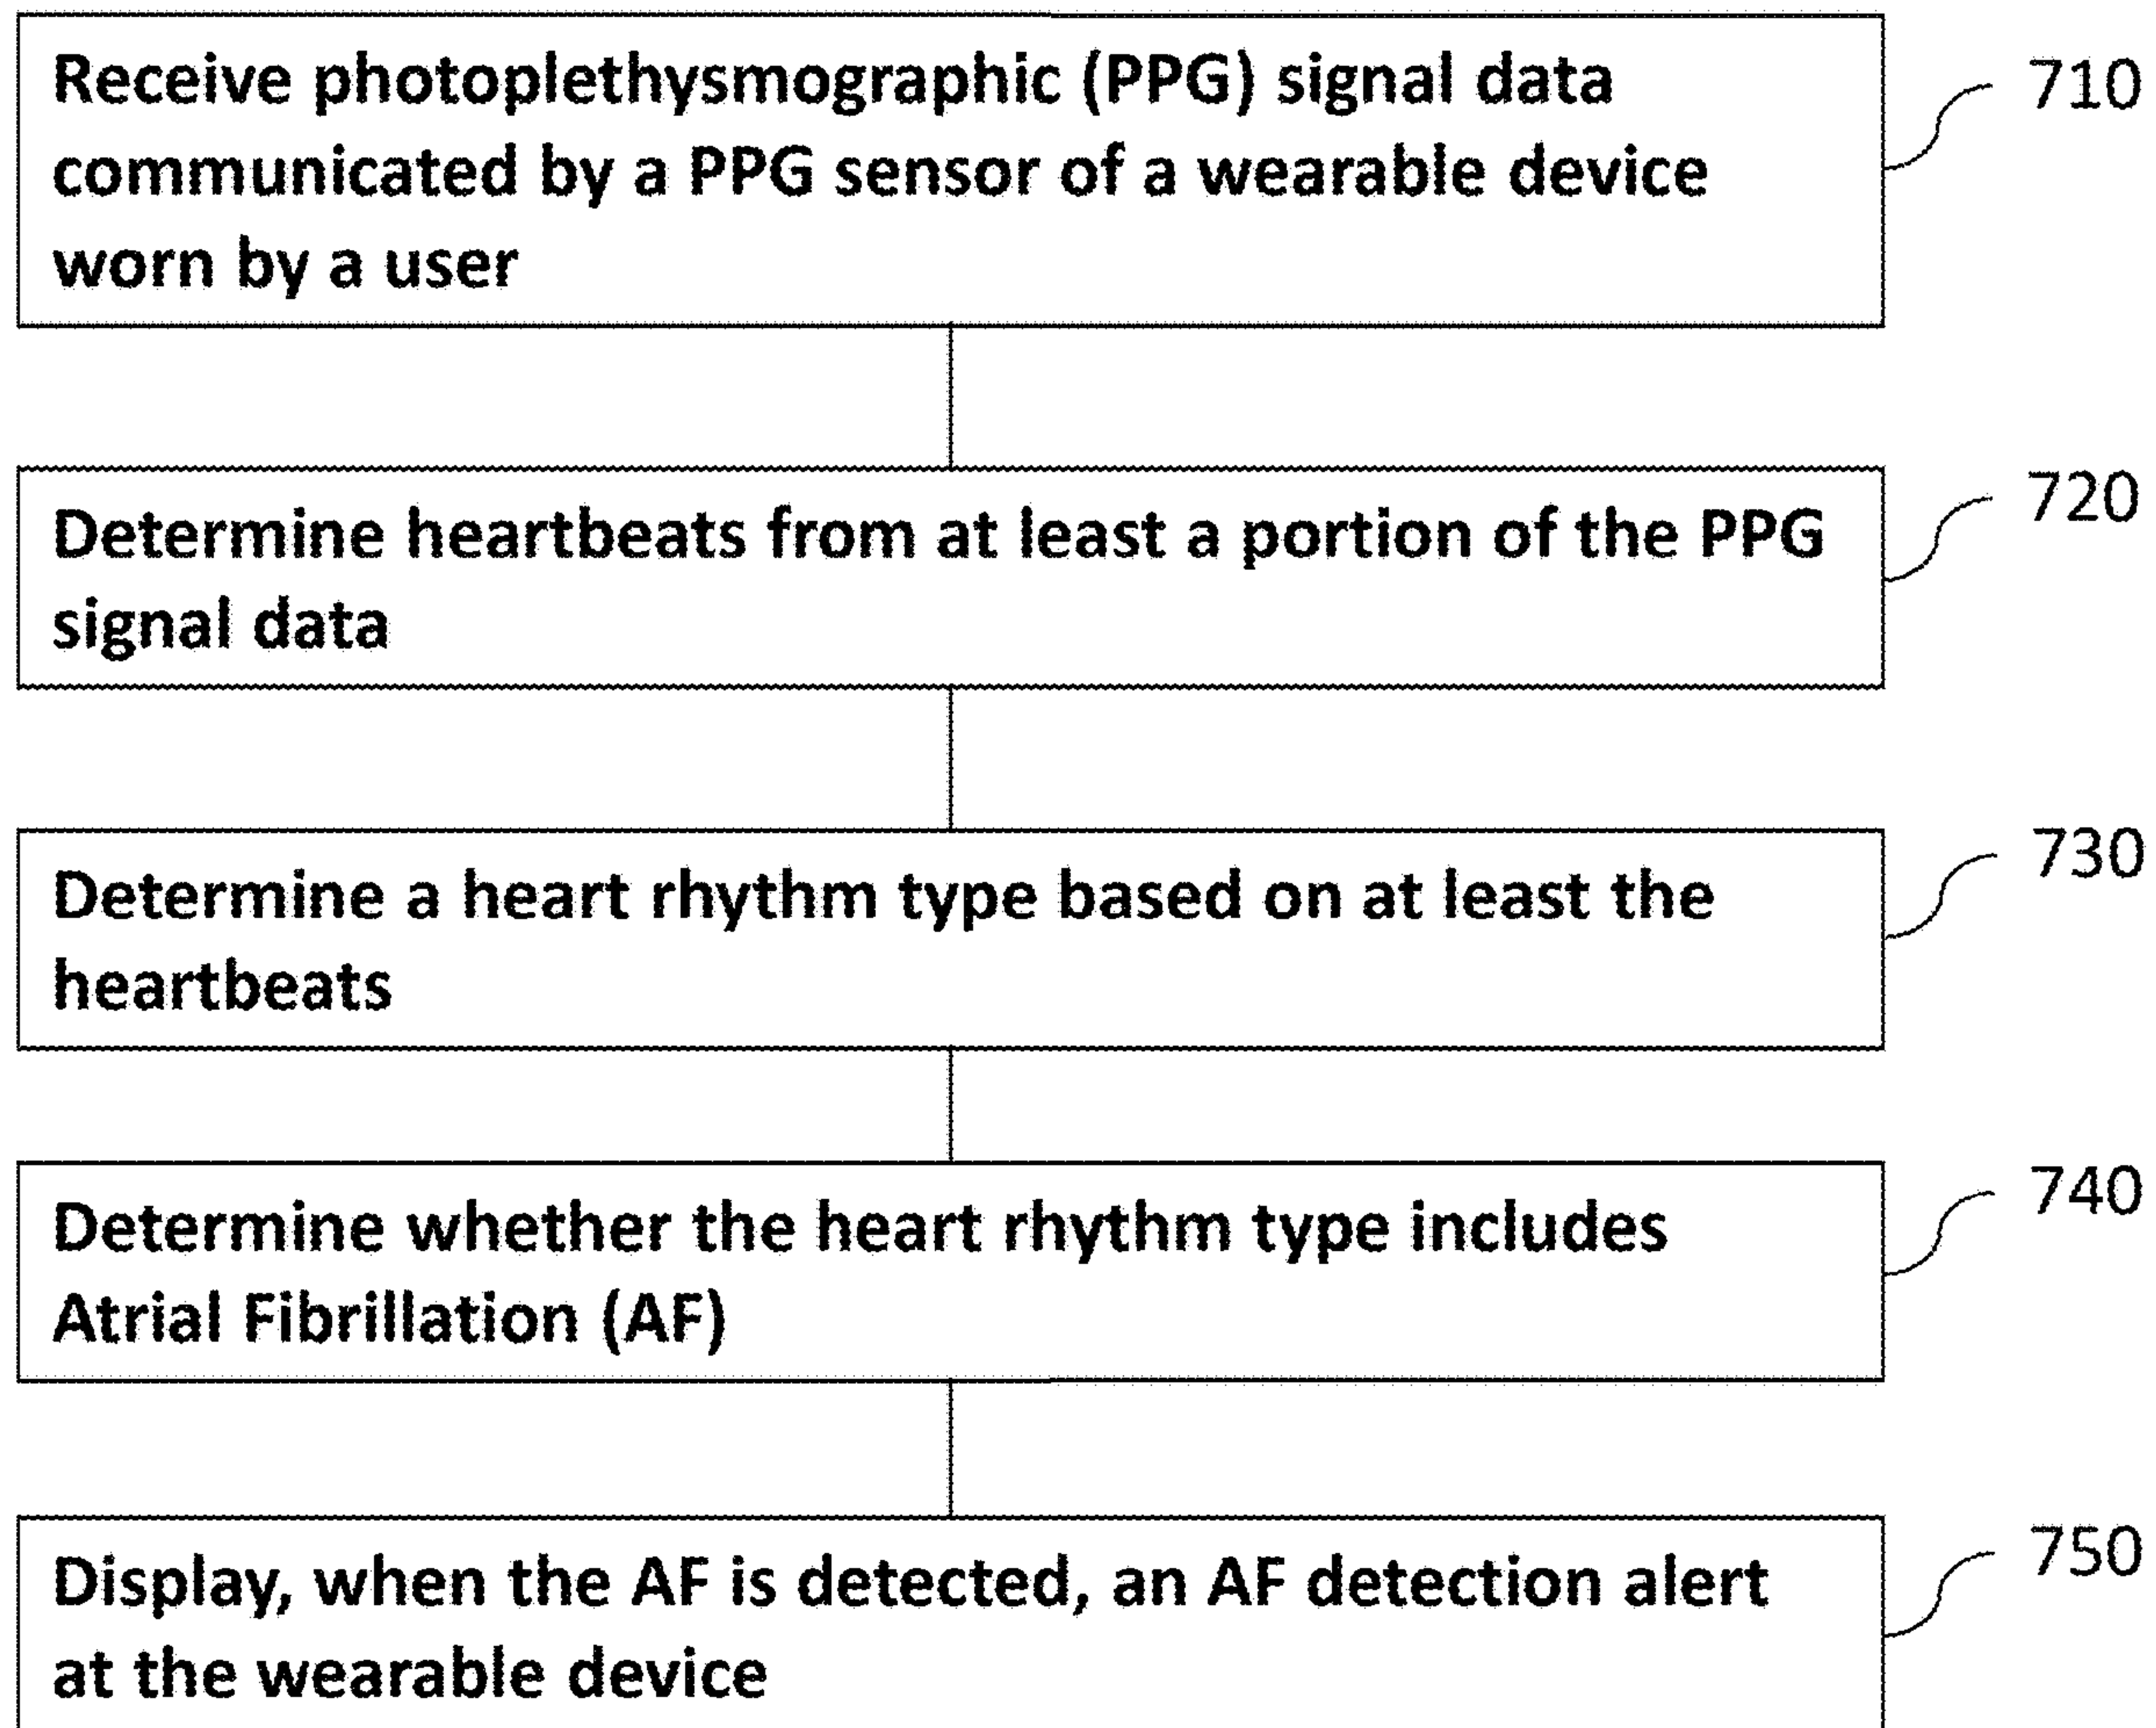 Receive photoplethysmographic (PPG) signal data
communicated by a PPG sensor of a wearable device
worn by a user
710
Determine heartbeats from at least a portion of the PPG
signal data
720
Determine a heart rhythm type based on at least the
heartbeats
730
Determine whether the heart rhythm type includes
Atrial Fibrillation (AF)
740
Display, when the AF is detected, an AF detection alert
at the wearable device
750